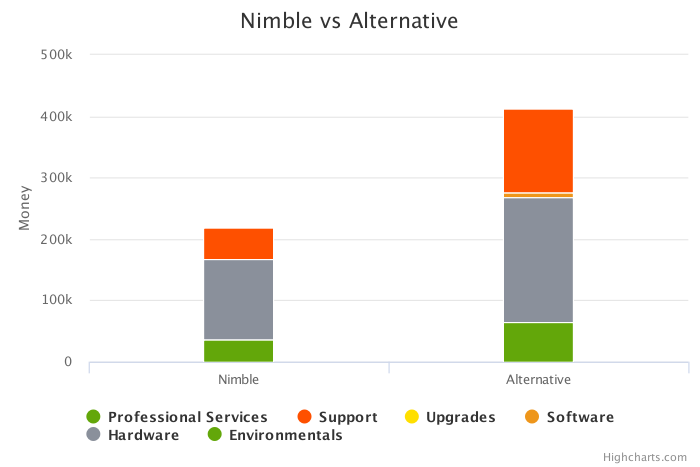 Nimble vs Alternative
500k
400k
300k
200k
100k
0
Money
Nimble
Alternative
Professional Services
Support
Upgrades
Software
Hardware
Environmentals
Highcharts.com